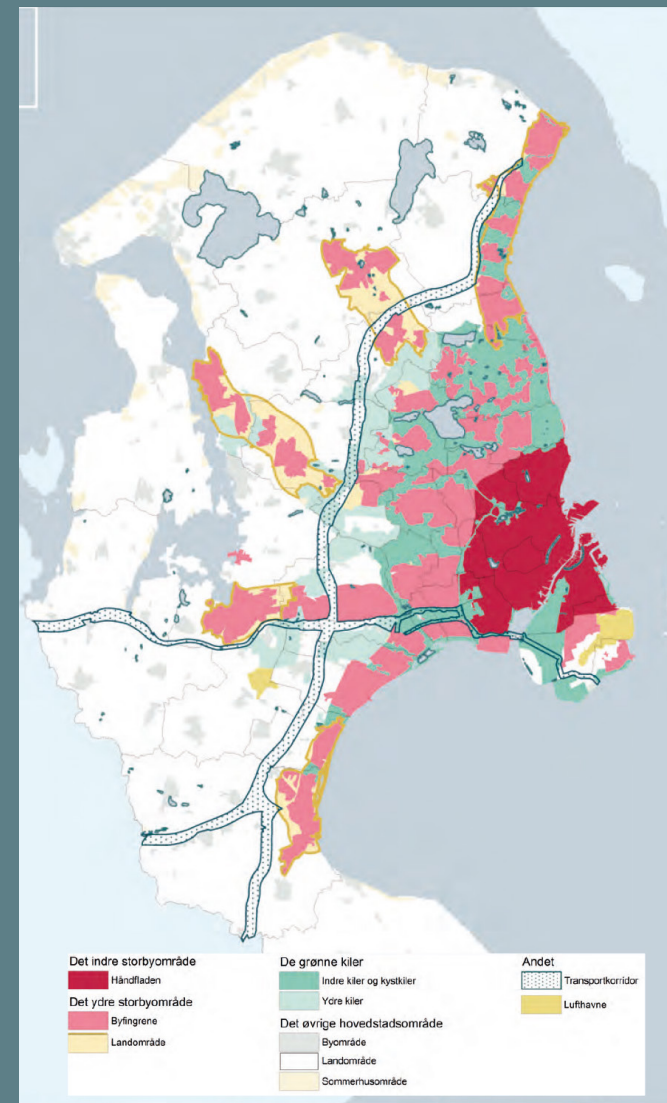 Det indre storbyområde
Håndfladen
Det ydre storbyområde
Byfingrene
Landområde
De grønne kiler
Indre kiler og kystkiler
Ydre kiler
Det øvrige hovedstadsområde
Byområde
Landområde
Sommerhusområde
Andet
Transportkorridor
Lufthavne